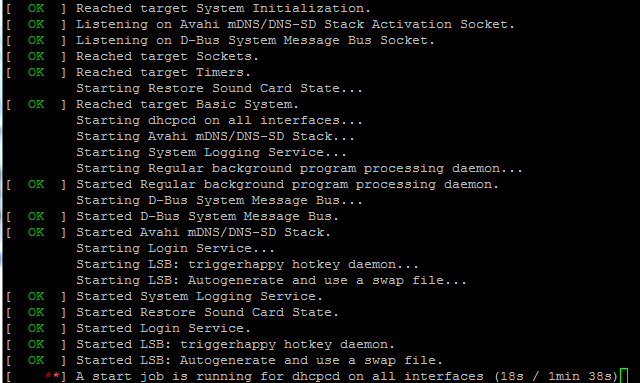 [  OK  ] Reached target System Initialization.
[  OK  ] Listening on Avahi mDNS/DNS-SD Stack Activation Socket.
[  OK  ] Listening on D-Bus System Message Bus Socket.
[  OK  ] Reached target Sockets.
[  OK  ] Reached target Timers.
         Starting Restore Sound Card State...
[  OK  ] Reached target Basic System.
         Starting dhcpcd on all interfaces...
         Starting Avahi mDNS/DNS-SD Stack...
         Starting System Logging Service...
         Starting Regular background program processing daemon...
[  OK  ] Started Regular background program processing daemon.
         Starting D-Bus System Message Bus...
[  OK  ] Started D-Bus System Message Bus.
[  OK  ] Started Avahi mDNS/DNS-SD Stack.
         Starting Login Service...
         Starting LSB: triggerhappy hotkey daemon...
         Starting LSB: Autogenerate and use a swap file...
[  OK  ] Started System Logging Service.
[  OK  ] Started Restore Sound Card State.
[  OK  ] Started Login Service.
[  OK  ] Started LSB: triggerhappy hotkey daemon.
[  OK  ] Started LSB: Autogenerate and use a swap file.
[    **] A start job is running for dhcpcd on all interfaces (18s / 1min 38s)